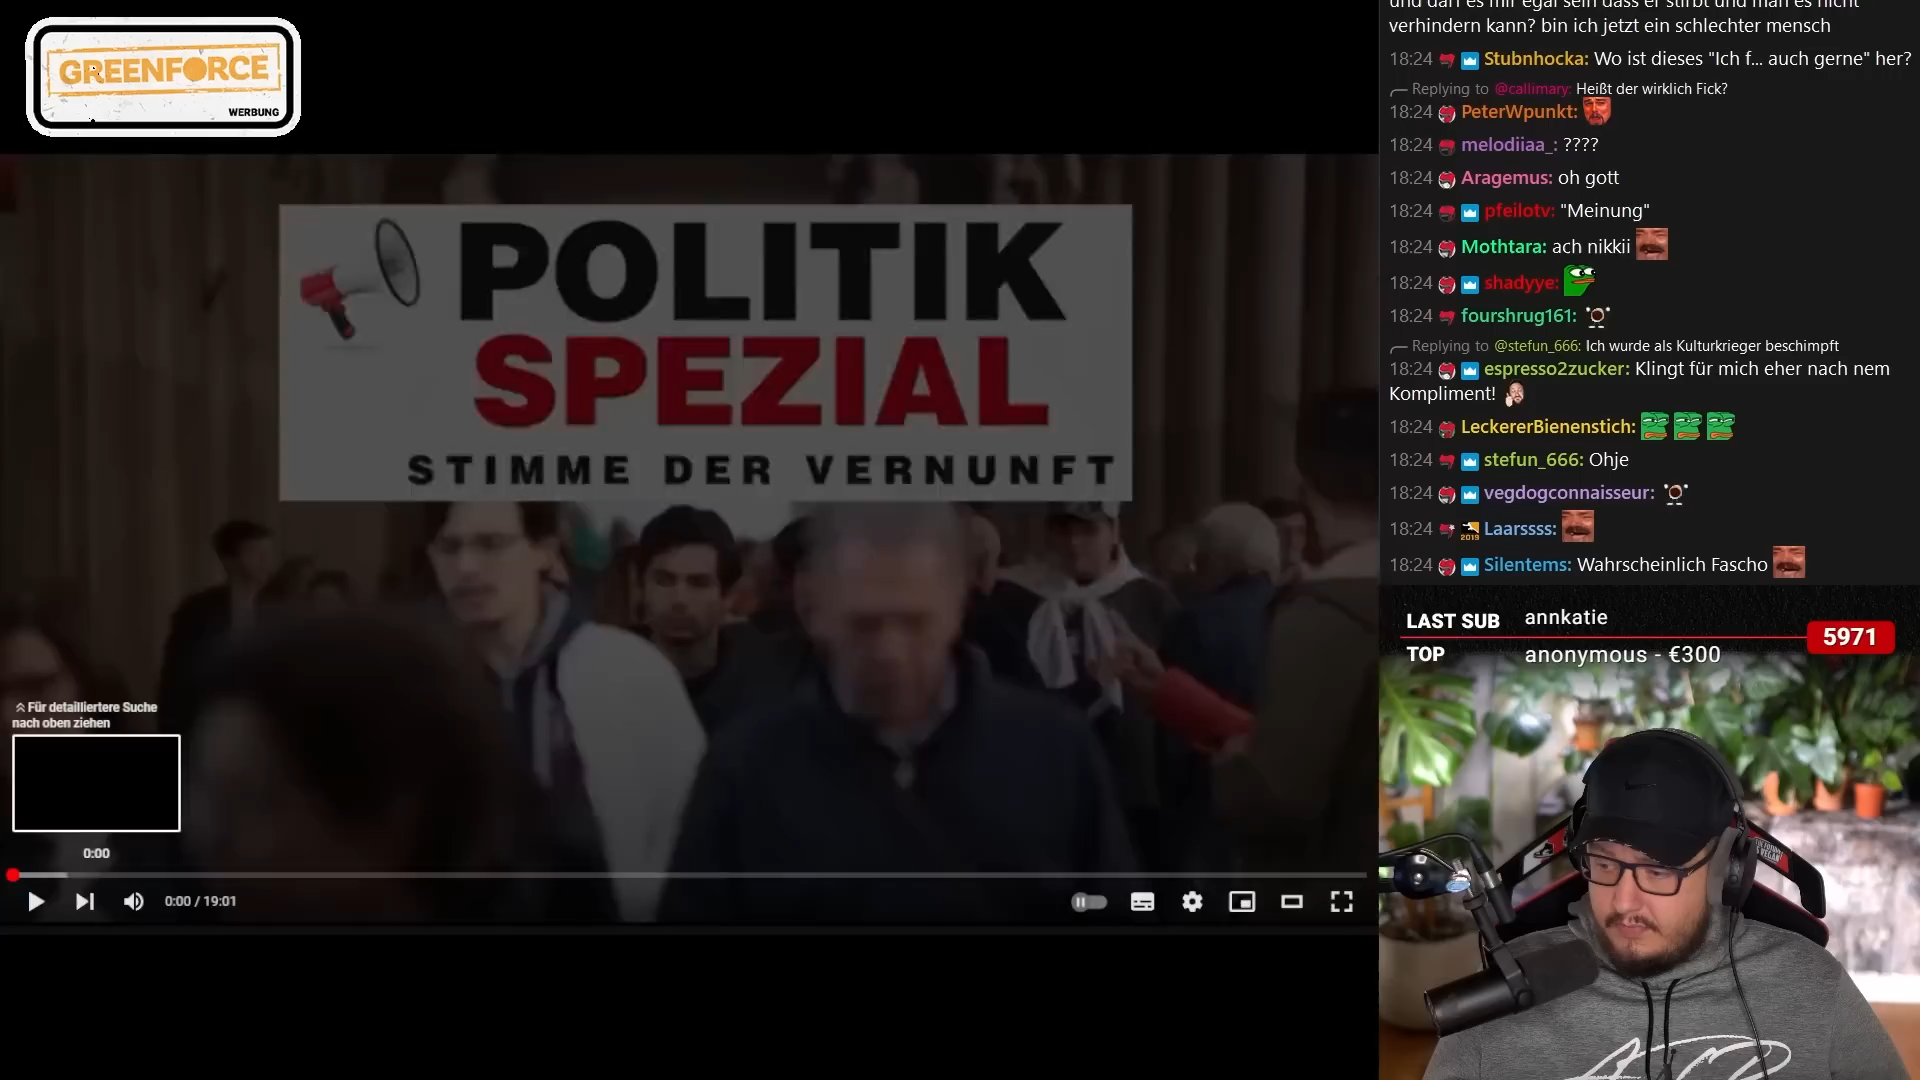 GREENFORCE
WERBUNG
POLITIK
SPEZIAL
STIMME DER VERNUNFT
Für detailliertere Suche
nach oben ziehen
0:00
0:00 / 19:01
und darf es mir egal sein dass er stirbt und man es nicht
verhindern kann? bin ich jetzt ein schlechter mensch
18:24 Stubnhocka: Wo ist dieses "Ich f... auch gerne" her?
Replying to @callimary: Heißt der wirklich Fick?
18:24 PeterWpunkt:
18:24 melodiiaa_: ????
18:24 Aragemus: oh gott
18:24 pfeilotv: "Meinung"
18:24 Mothtara: ach nikkii
18:24 shadyye:
18:24 fourshrug161:
Replying to @stefun_666: Ich wurde als Kulturkrieger beschimpft
18:24 espresso2zucker: Klingt für mich eher nach nem
Kompliment!
18:24 LeckererBienenstich:
18:24 stefun_666: Ohje
18:24 vegdogconnaisseur:
18:24 2019 Laarssss:
18:24 Silentems: Wahrscheinlich Fascho
LAST SUB annkatie
5971
TOP anonymous - €300